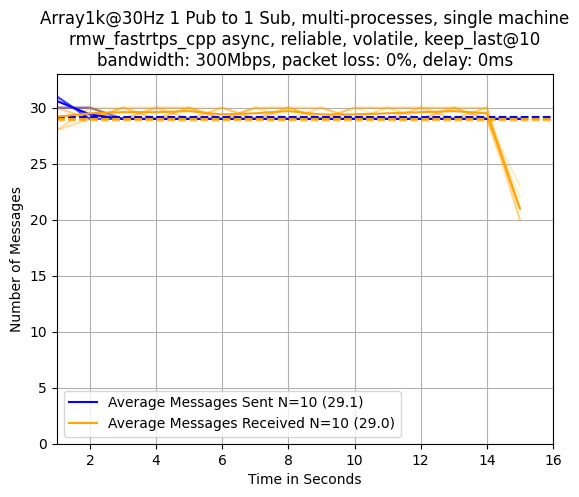 Array1k@30Hz 1 Pub to 1 Sub, multi-processes, single machine
rmw_fastrtps_cpp async, reliable, volatile, keep_last@10
bandwidth: 300Mbps, packet loss: 0%, delay: 0ms
Number of Messages
30
25
20
15
10
5
0
Average Messages Sent N=10 (29.1)
Average Messages Received N=10 (29.0)
2 4 6 8 10 12 14 16
Time in Seconds